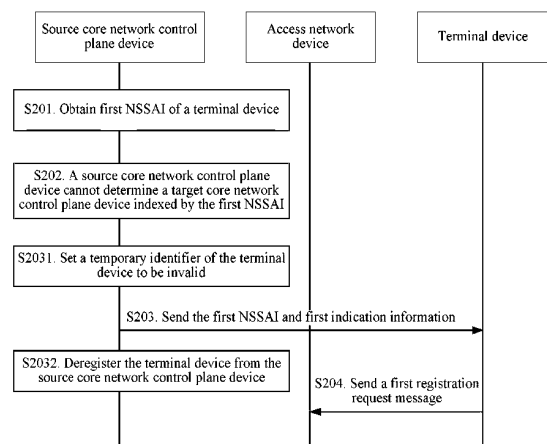 Source core network control
plane device
Access network
device
Terminal device
S201. Obtain first NSSAI of a terminal device
S202. A source core network control plane
device cannot determine a target core network
control plane device indexed by the first NSSAI
S2031. Set a temporary identifier of the terminal
device to be invalid
S203. Send the first NSSAI and first indication information
S2032. Deregister the terminal device from the
source core network control plane device
S204. Send a first registration
request message